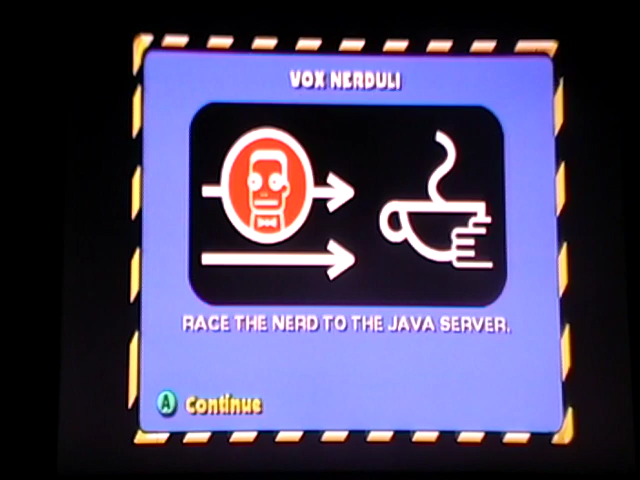 VOX NERDULI
RACE THE NERD TO THE JAVA SERVER.
A Continue